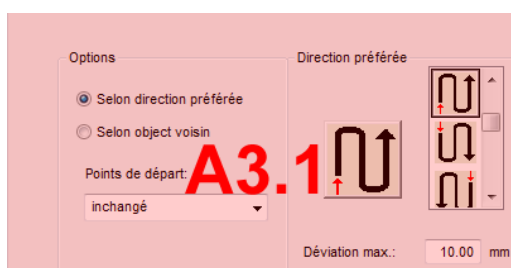 Options
Selon direction préférée
Selon object voisin
Points de départ:
inchangé
A3.1
Direction préférée
Déviation max.: 10.00 mm